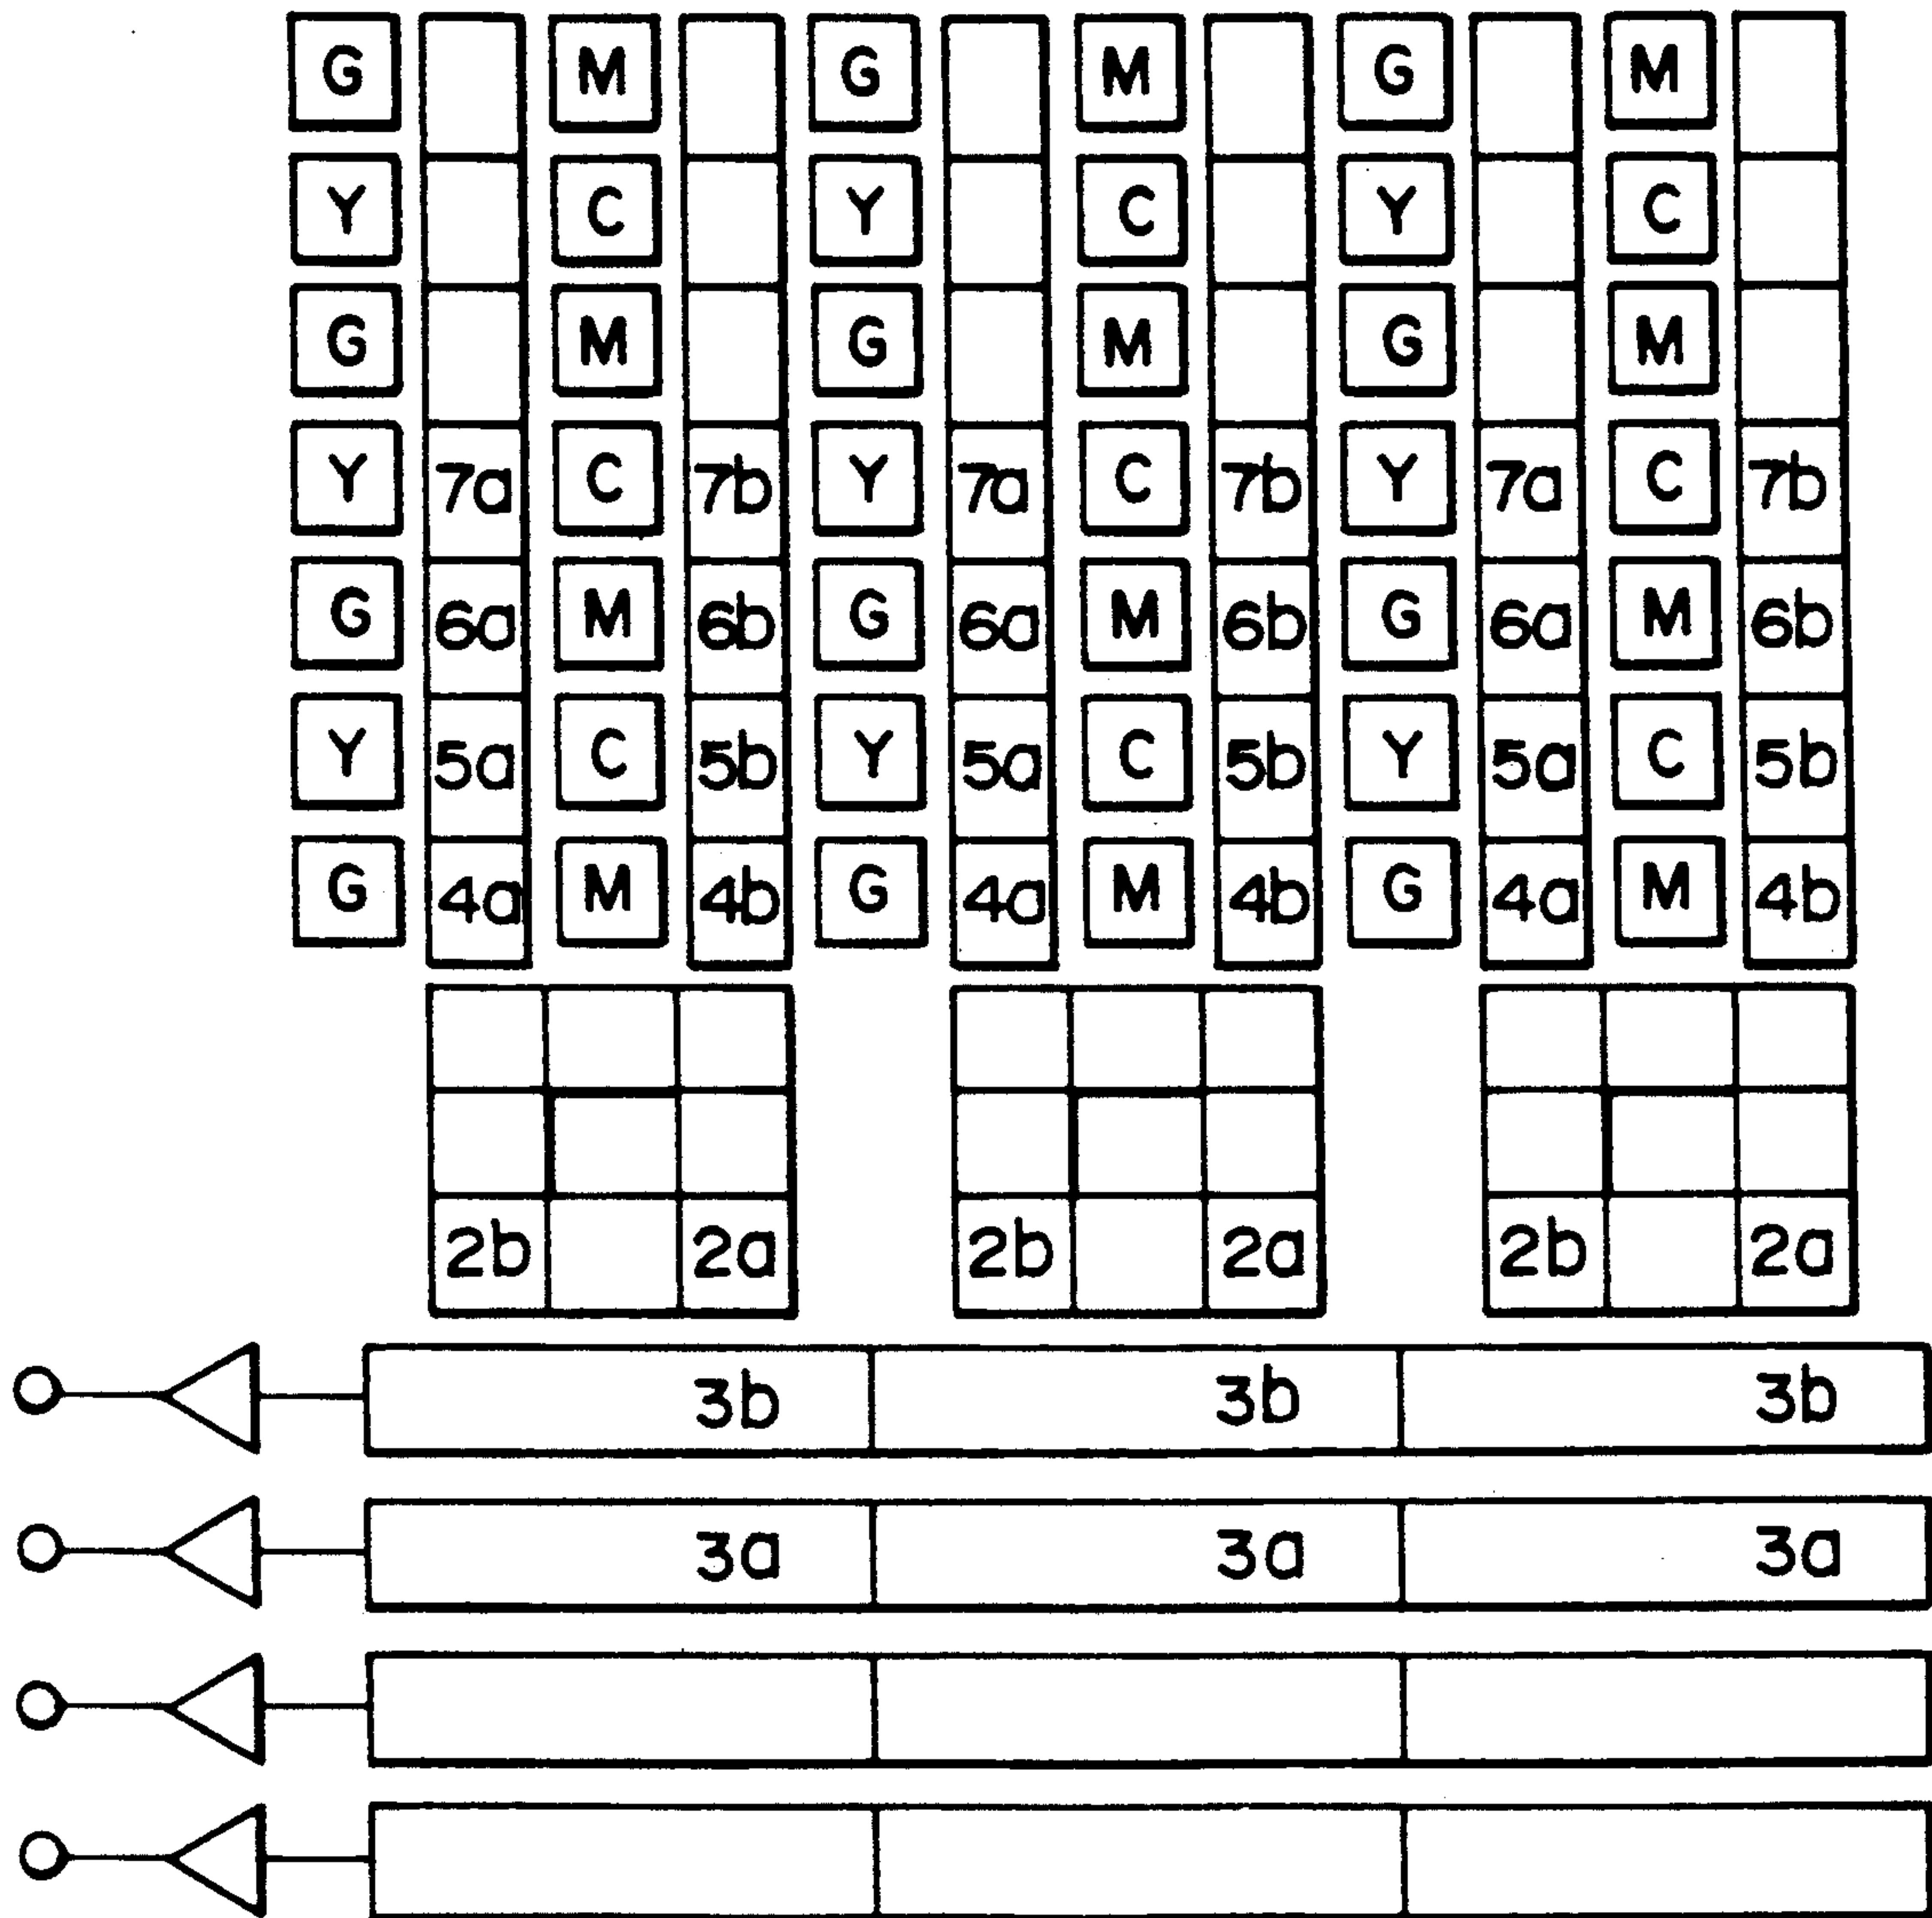 G M G M G M
Y C Y C Y C
G M G M G M
Y 7a C 7b Y 7a C 7b Y 7a C 7b
G 6a M 6b G 6a M 6b G 6a M 6b
Y 5a C 5b Y 5a C 5b Y 5a C 5b
G 4a M 4b G 4a M 4b G 4a M 4b
2b 2a 2b 2a 2b 2a
3b 3b 3b
3a 3a 3a